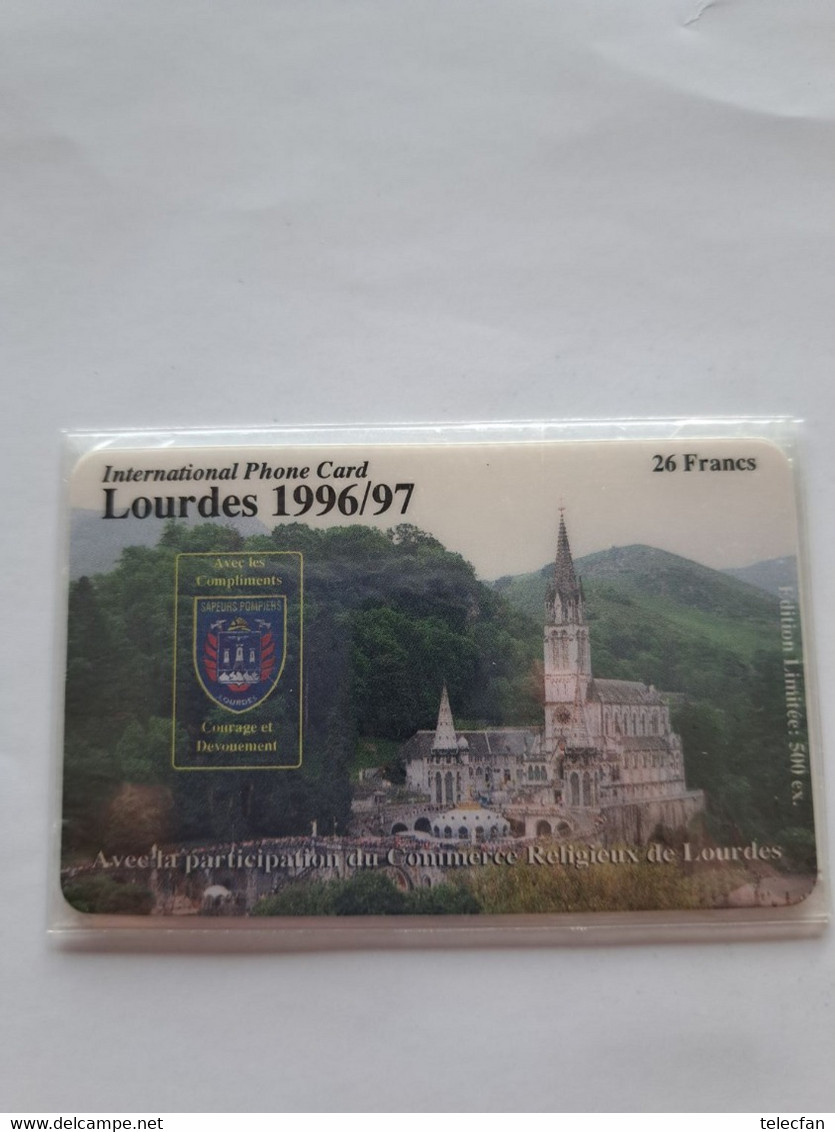 International Phone Card
Lourdes 1996/97
26 Francs
Avec les
Compliments
SAPEURS POMPIERS
LOURDES
Courage et
Devouement
Edition Limitée: 500 ex.
Avec la participation du Commerce Religieux de Lourdes
delcampe.net
telecfan